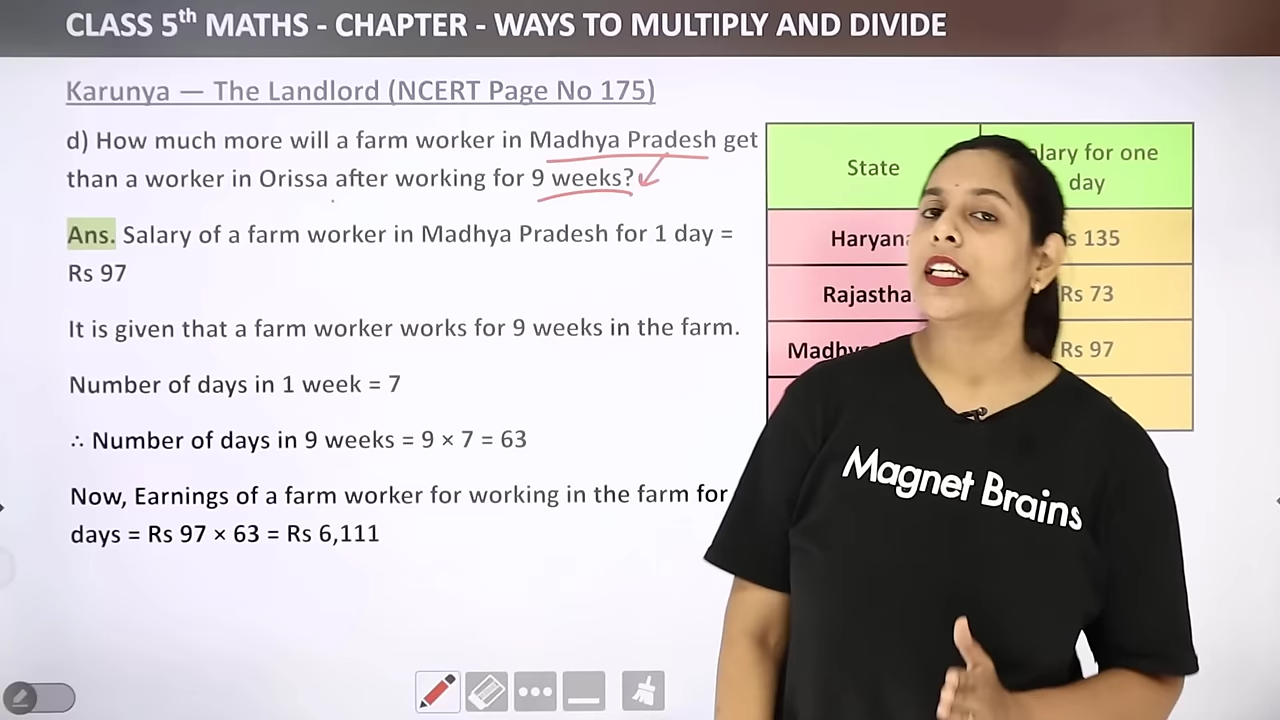 CLASS 5th MATHS - CHAPTER - WAYS TO MULTIPLY AND DIVIDE
Karunya — The Landlord (NCERT Page No 175)
d) How much more will a farm worker in Madhya Pradesh get
than a worker in Orissa after working for 9 weeks?
Ans. Salary of a farm worker in Madhya Pradesh for 1 day =
Rs 97
It is given that a farm worker works for 9 weeks in the farm.
Number of days in 1 week = 7
∴ Number of days in 9 weeks = 9 × 7 = 63
Now, Earnings of a farm worker for working in the farm for
days = Rs 97 × 63 = Rs 6,111
State
for one
day
135
Rs 73
Rs 97
Magnet Brains